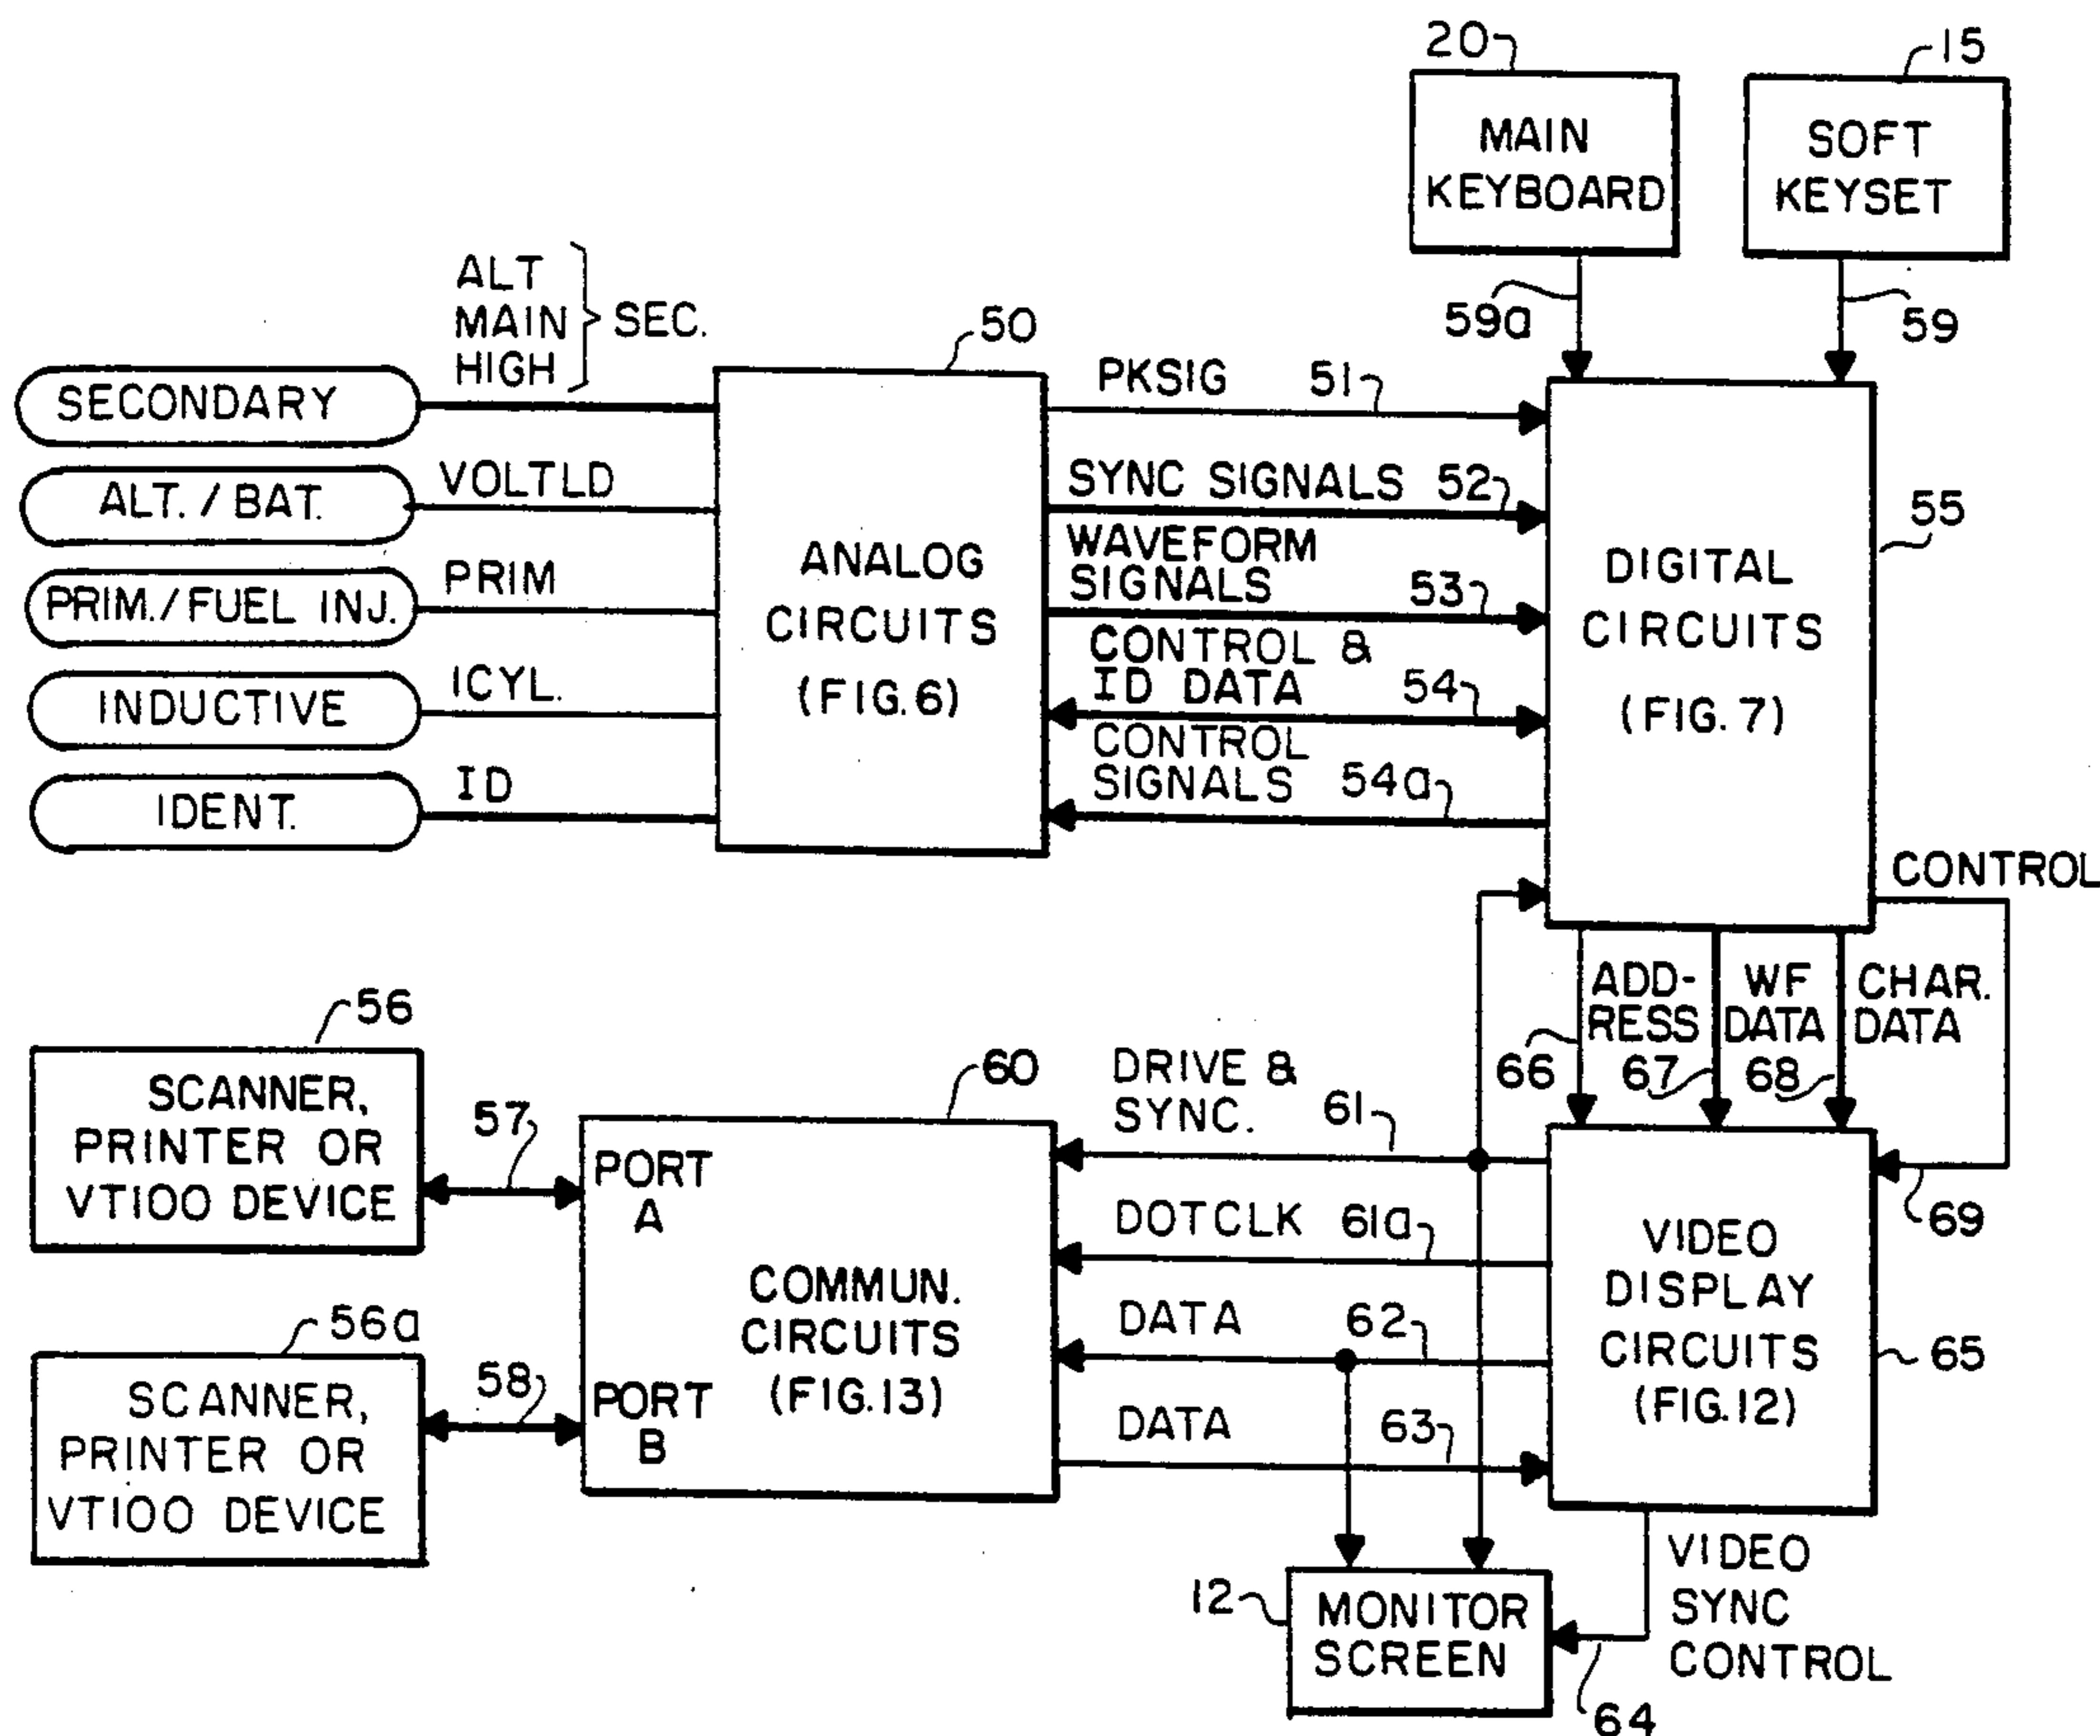 20
15
MAIN
KEYBOARD
SOFT
KEYSET
59a
59
ALT
MAIN
HIGH
SEC.
50
SECONDARY
ALT. / BAT.
VOLTLD
PRIM./FUEL INJ.
PRIM
INDUCTIVE
ICYL.
IDENT.
ID
ANALOG
CIRCUITS
(FIG.6)
PKSIG
51
SYNC SIGNALS
52
WAVEFORM
SIGNALS
53
CONTROL &
ID DATA
54
CONTROL
SIGNALS
54a
DIGITAL
CIRCUITS
(FIG. 7)
55
CONTROL
ADD-
RESS
66
WF
DATA
67
CHAR.
DATA
68
69
56
SCANNER,
PRINTER OR
VT100 DEVICE
57
56a
SCANNER,
PRINTER OR
VT100 DEVICE
58
60
PORT
A
PORT
B
COMMUN.
CIRCUITS
(FIG.13)
DRIVE &
SYNC.
61
DOTCLK
61a
DATA
62
DATA
63
VIDEO
DISPLAY
CIRCUITS
(FIG.12)
65
12
MONITOR
SCREEN
VIDEO
SYNC
CONTROL
64